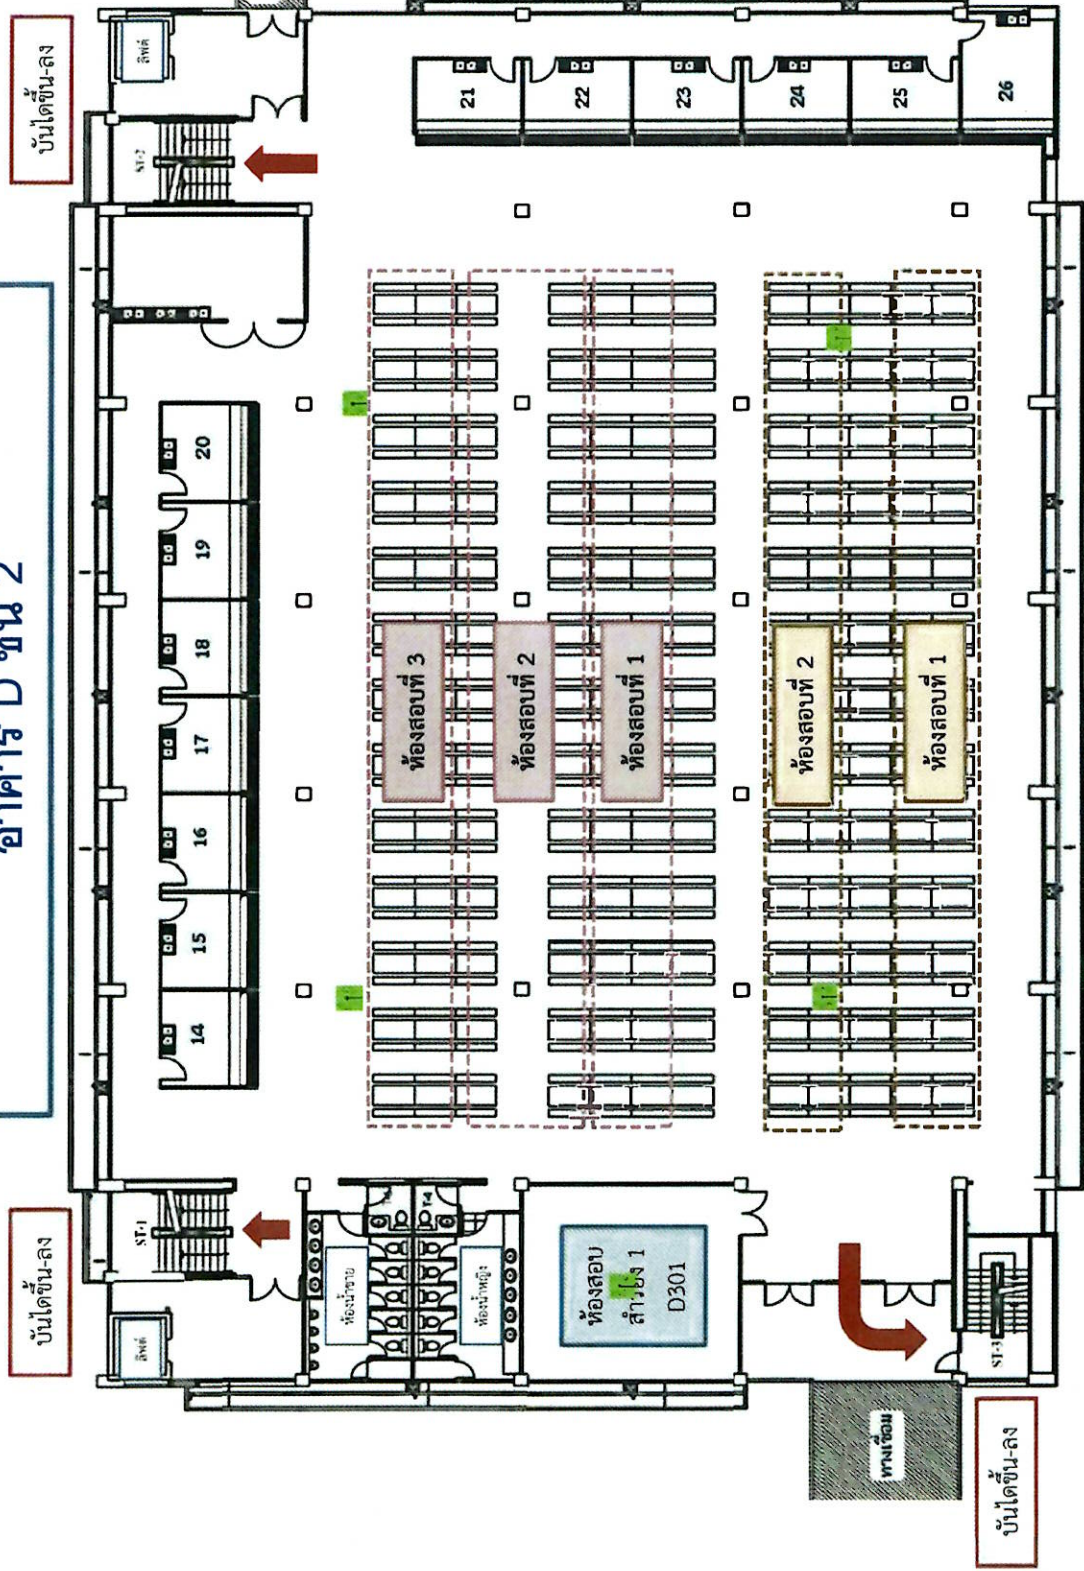 อาคาร D ชั้น 2
บันไดขึ้น-ลง
บันไดขึ้น-ลง
ลิฟต์
ลิฟต์
ST-1
ST-2
14
15
16
17
18
19
20
ห้องน้ำชาย
ห้องน้ำหญิง
T-4
ห้องสอบที่ 3
ห้องสอบที่ 2
ห้องสอบที่ 1
21
22
23
24
25
26
ห้องสอบ
1
D301
ห้องสอบที่ 2
ห้องสอบที่ 1
ทางเชื่อม
ST-3
บันไดขึ้น-ลง